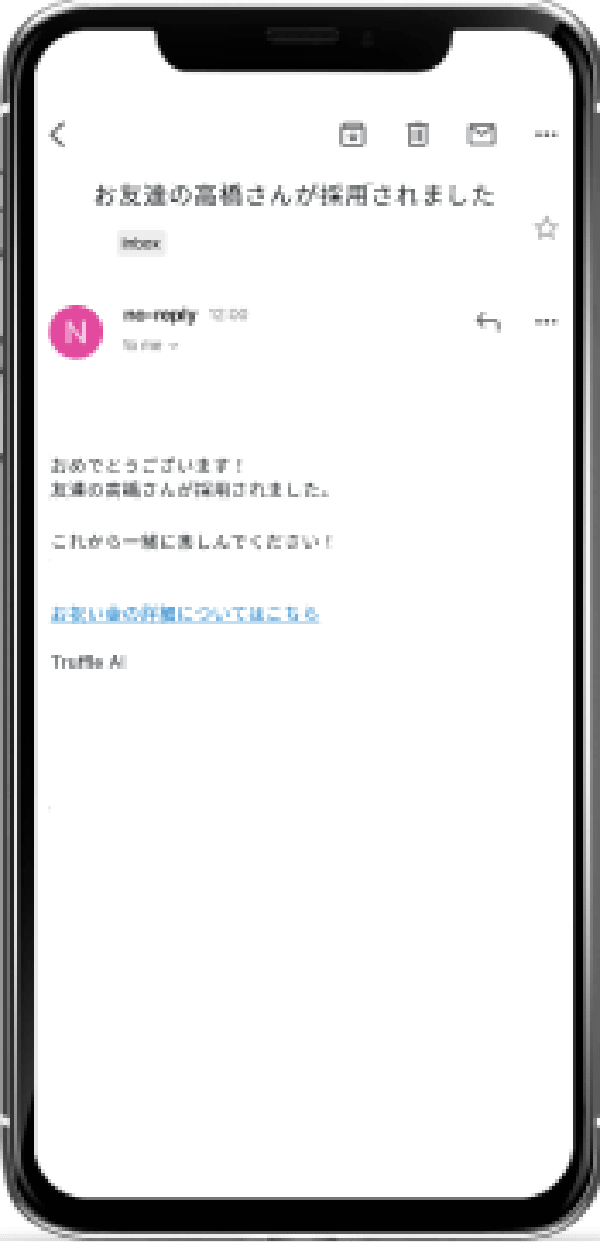 お友達の高橋さんが採用されました
Inbox
N
no-reply 12:00
to me
おめでとうございます！
友達の高橋さんが採用されました。
これから一緒に楽しんでください！
お祝い金の詳細についてはこちら
Truffle AI